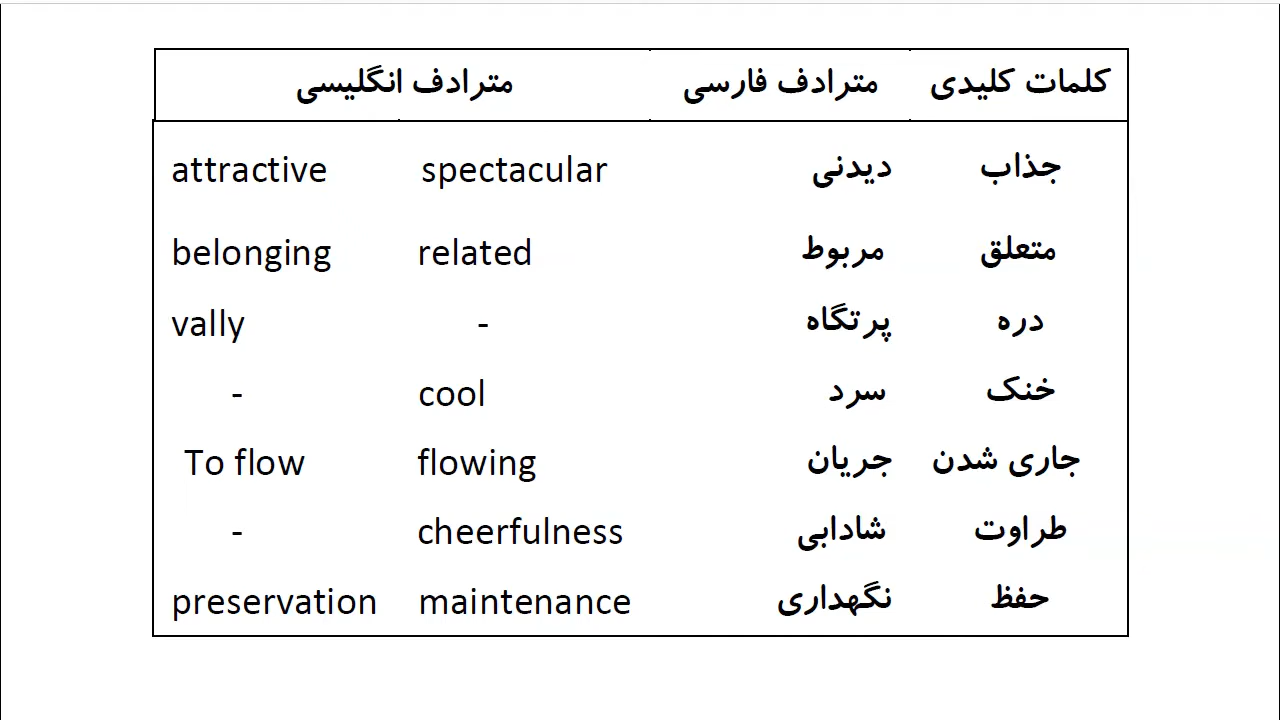 کلمات کلیدی مترادف فارسی مترادف انگلیسی
جذاب دیدنی spectacular attractive
متعلق مربوط related belonging
دره پرتگاه - vally
خنک سرد cool -
جاری شدن جریان flowing To flow
طراوت شادابی cheerfulness -
حفظ نگهداری maintenance preservation